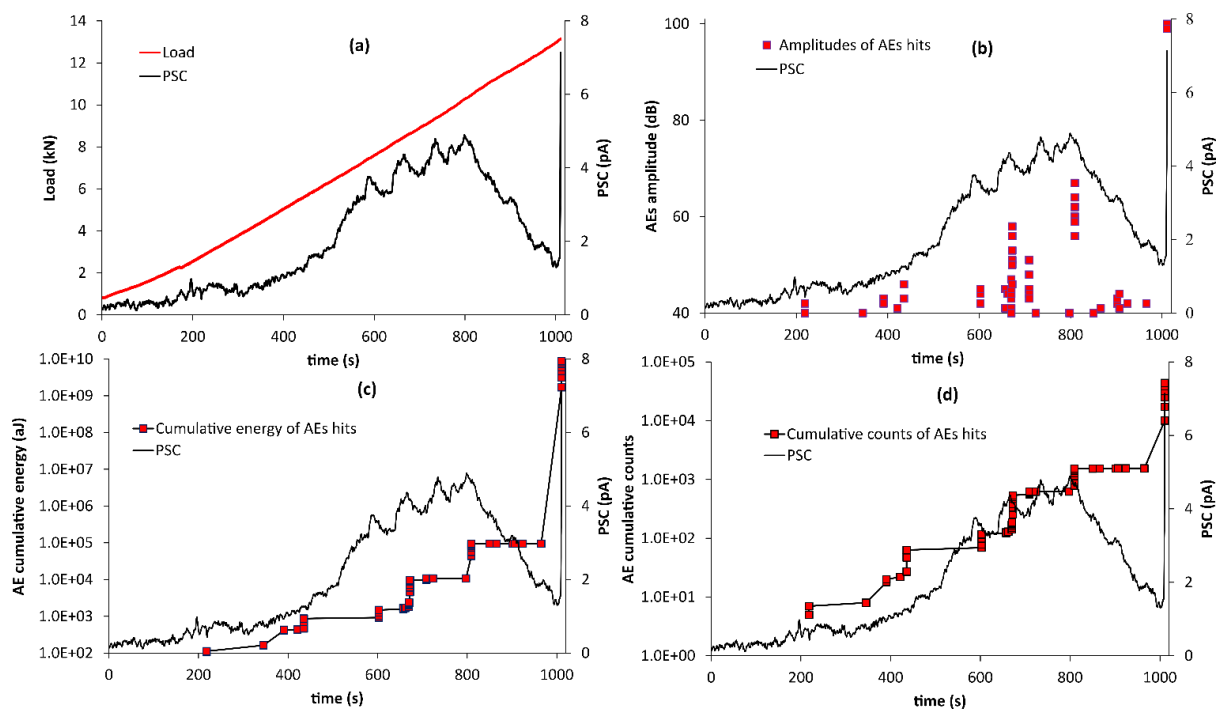 (a)
Load
PSC
Load (kN)
14
12
10
8
6
4
2
0
PSC (pA)
8
6
4
2
0
0 200 400 600 800 1000
time (s)
(b)
Amplitudes of AEs hits
PSC
AEs amplitude (dB)
100
80
60
40
PSC (pA)
8
6
4
2
0
0 200 400 600 800 1000
time (s)
(c)
Cumulative energy of AEs hits
PSC
AE cumulative energy (aJ)
1.0E+10
1.0E+09
1.0E+08
1.0E+07
1.0E+06
1.0E+05
1.0E+04
1.0E+03
1.0E+02
PSC (pA)
8
6
4
2
0
0 200 400 600 800 1000
time (s)
(d)
Cumulative counts of AEs hits
PSC
AE cumulative counts
1.0E+05
1.0E+04
1.0E+03
1.0E+02
1.0E+01
1.0E+00
PSC (pA)
8
6
4
2
0
0 200 400 600 800 1000
time (s)